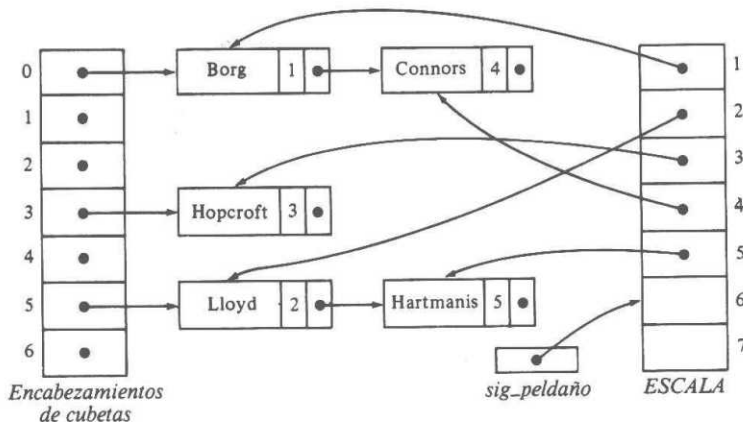 0
Borg 1
Connors 4
1
1
2
2
3
3
Hopcroft 3
4
4
5
5
Lloyd 2
Hartmanis 5
6
6
7
Encabezamientos
de cubetas
sig_peldaño
ESCALA